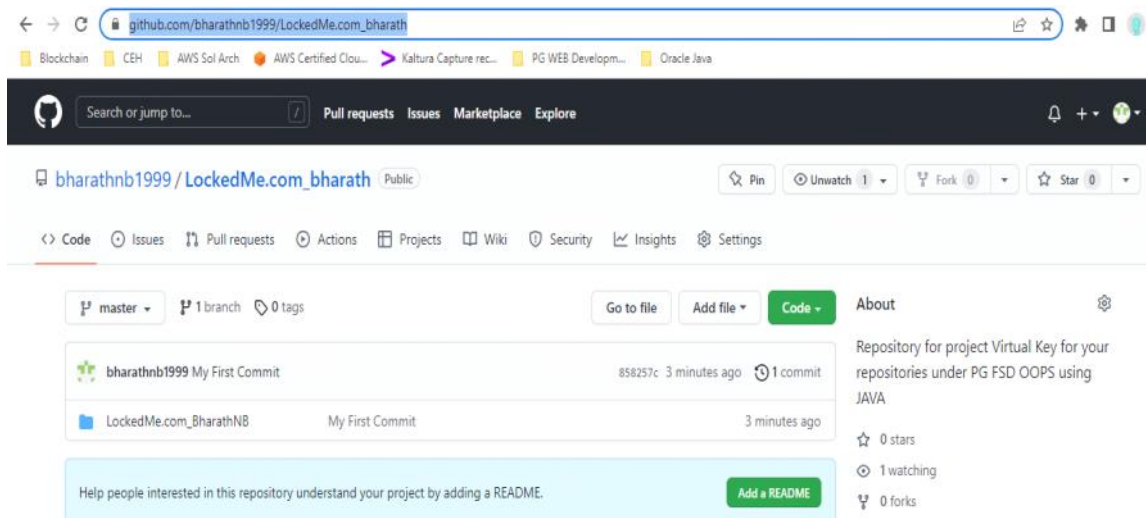 github.com/bharathnb1999/LockedMe.com_bharath
Blockchain CEH AWS Sol Arch AWS Certified Clou... Kaltura Capture rec... PG WEB Developm... Oracle Java
Search or jump to... / Pull requests Issues Marketplace Explore
bharathnb1999 / LockedMe.com_bharath Public Pin Unwatch 1 Fork 0 Star 0
<> Code Issues Pull requests Actions Projects Wiki Security Insights Settings
master 1 branch 0 tags Go to file Add file Code
bharathnb1999 My First Commit 858257c 3 minutes ago 1 commit
LockedMe.com_BharathNB My First Commit 3 minutes ago
Help people interested in this repository understand your project by adding a README. Add a README
About
Repository for project Virtual Key for your
repositories under PG FSD OOPS using
JAVA
0 stars
1 watching
0 forks